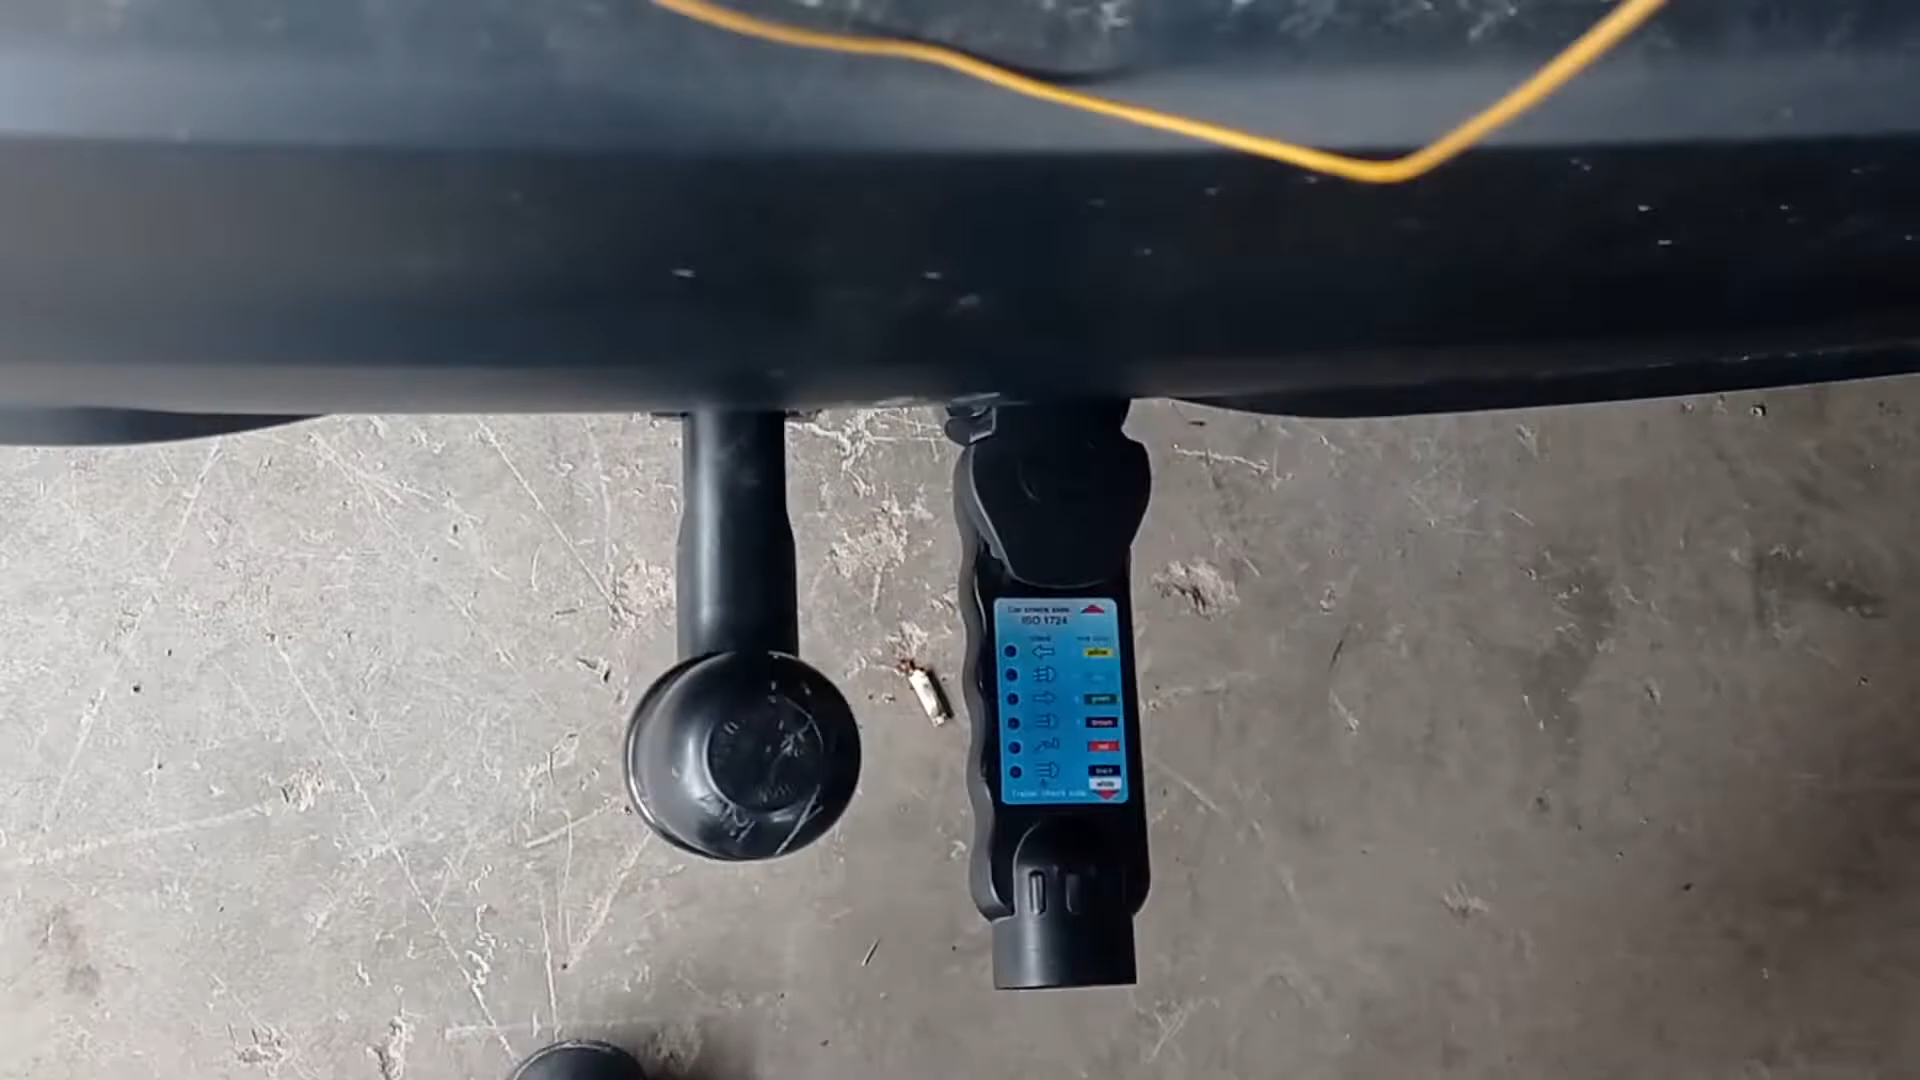 Car check side
ISO 1724
yellow
green
brown
red
black
white
Trailer check side